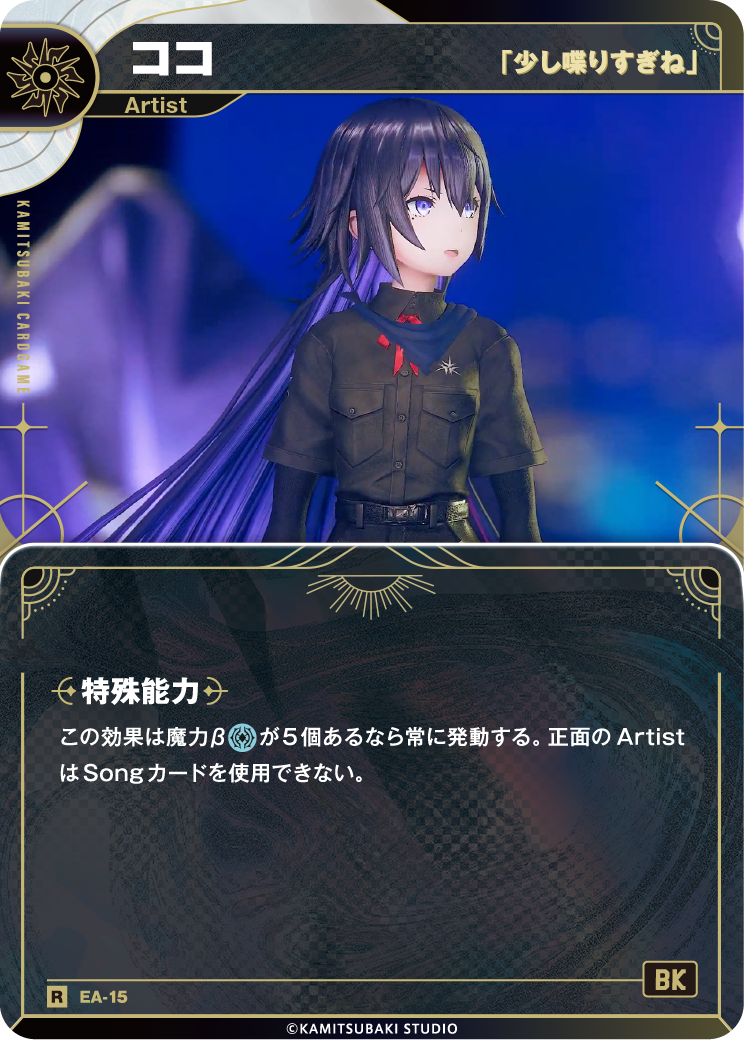 ココ
「少し喋りすぎね」
Artist
KAMITSUBAKI CARDGAME
特殊能力
この効果は魔力βが5個あるなら常に発動する。正面のArtist
はSongカードを使用できない。
BK
R EA-15
©KAMITSUBAKI STUDIO